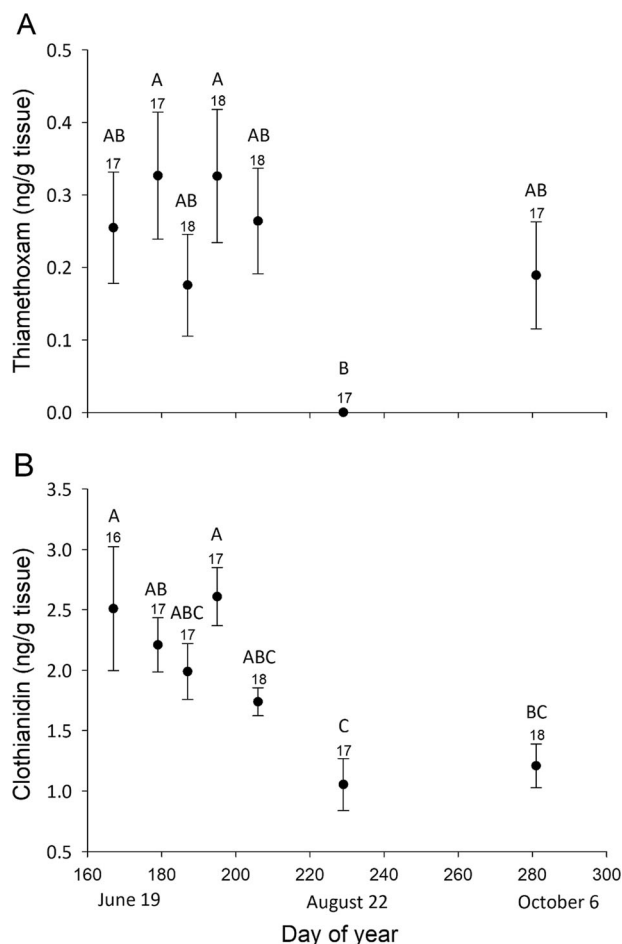 A
Thiamethoxam (ng/g tissue)
0.5
0.4
0.3
0.2
0.1
0.0
AB
17
A
17
AB
18
A
18
AB
18
B
17
AB
17
B
Clothianidin (ng/g tissue)
3.5
3.0
2.5
2.0
1.5
1.0
0.5
A
16
AB
17
ABC
17
A
17
ABC
18
C
17
BC
18
160 180 200 220 240 260 280 300
June 19 August 22 October 6
Day of year